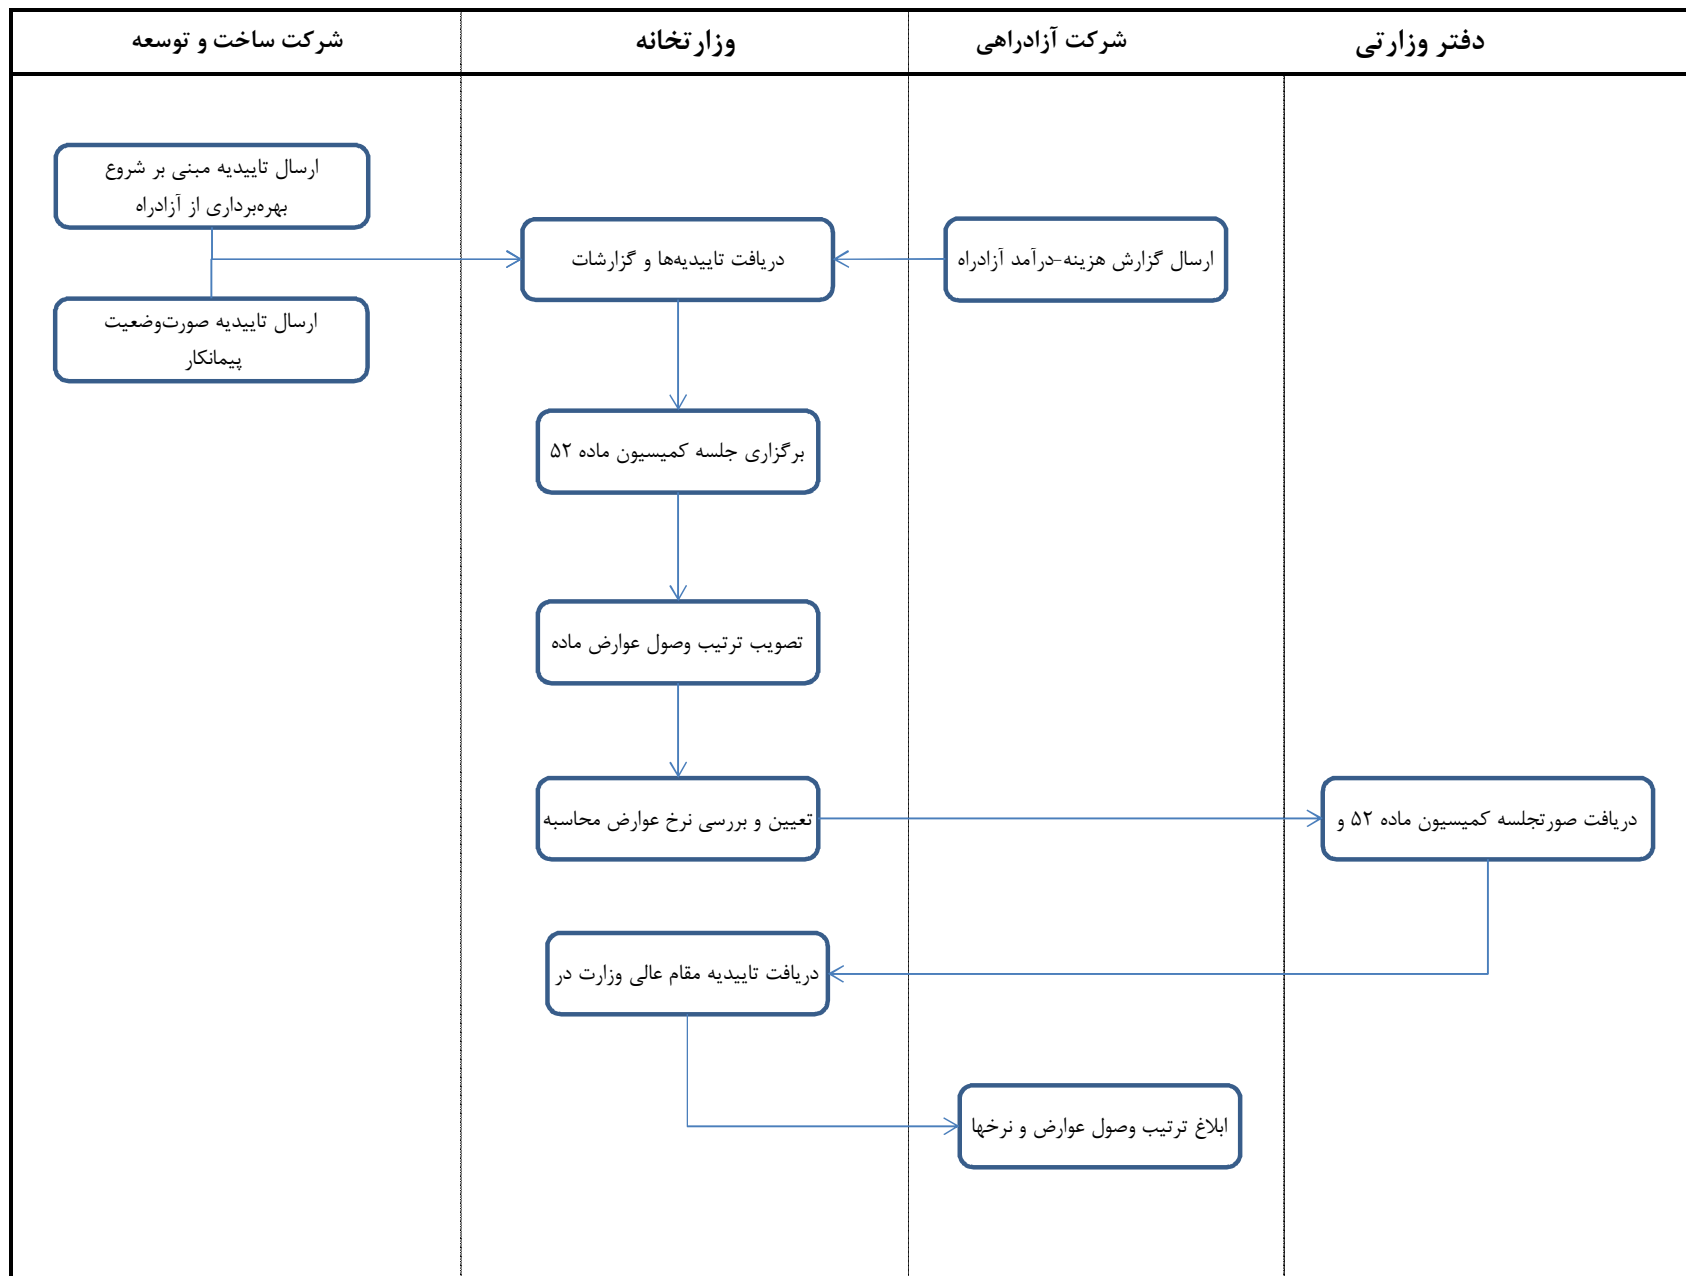 دفتر وزارتی
شرکت آزادراهی
وزارتخانه
شرکت ساخت و توسعه
ارسال تاییدیه مبنی بر شروع
بهره‌برداری از آزادراه
ارسال گزارش هزینه-درآمد آزادراه
دریافت تاییدیه‌ها و گزارشات
ارسال تاییدیه صورت‌وضعیت
پیمانکار
برگزاری جلسه کمیسیون ماده ۵۲
تصویب ترتیب وصول عوارض ماده
تعیین و بررسی نرخ عوارض محاسبه
دریافت صورتجلسه کمیسیون ماده ۵۲ و
دریافت تاییدیه مقام عالی وزارت در
ابلاغ ترتیب وصول عوارض و نرخها